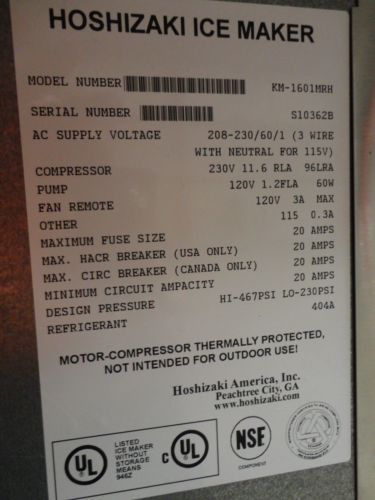 HOSHIZAKI ICE MAKER
MODEL NUMBER KM-1601MRH
SERIAL NUMBER S10362B
AC SUPPLY VOLTAGE 208-230/60/1 (3 WIRE
WITH NEUTRAL FOR 115V)
COMPRESSOR 230V 11.6 RLA 96LRA
PUMP 120V 1.2FLA 60W
FAN REMOTE 120V 3A MAX
OTHER 115 0.3A
MAXIMUM FUSE SIZE 20 AMPS
MAX. HACR BREAKER (USA ONLY) 20 AMPS
MAX. CIRC BREAKER (CANADA ONLY) 20 AMPS
MINIMUM CIRCUIT AMPACITY 20 AMPS
DESIGN PRESSURE HI-467PSI LO-230PSI
REFRIGERANT 404A
MOTOR-COMPRESSOR THERMALLY PROTECTED,
NOT INTENDED FOR OUTDOOR USE!
Hoshizaki America, Inc.
Peachtree City, GA
www.hoshizaki.com
UL
LISTED
ICE MAKER
WITHOUT
STORAGE
MEANS
946Z
C UL
NSF
COMPONENT